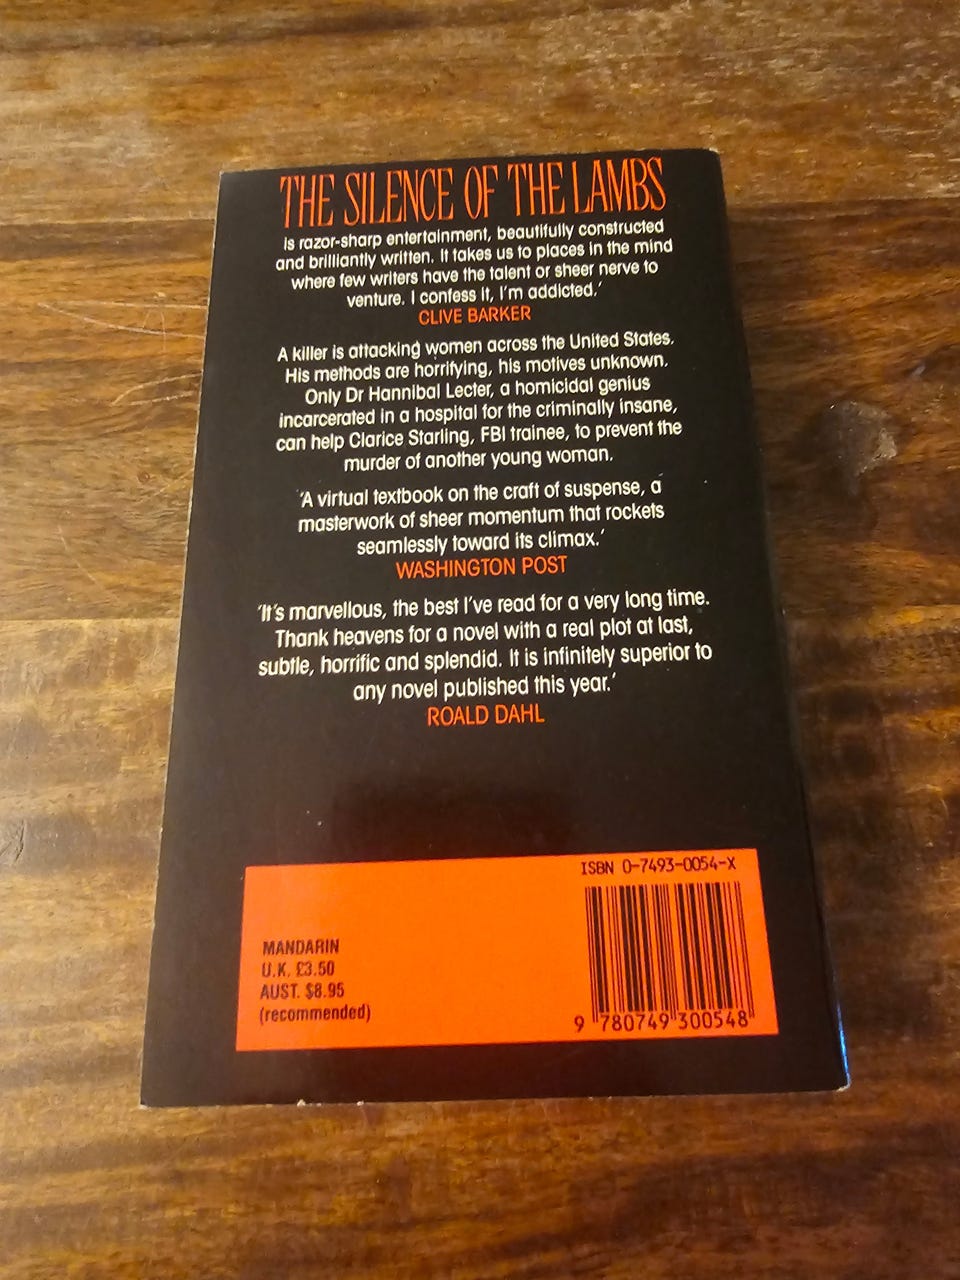 THE SILENCE OF THE LAMBS
is razor-sharp entertainment, beautifully constructed
and brilliantly written. It takes us to places in the mind
where few writers have the talent or sheer nerve to
venture. I confess it, I'm addicted.'
CLIVE BARKER
A killer is attacking women across the United States.
His methods are horrifying, his motives unknown.
Only Dr Hannibal Lecter, a homicidal genius
incarcerated in a hospital for the criminally insane,
can help Clarice Starling, FBI trainee, to prevent the
murder of another young woman.
'A virtual textbook on the craft of suspense, a
masterwork of sheer momentum that rockets
seamlessly toward its climax.'
WASHINGTON POST
'It's marvellous, the best I've read for a very long time.
Thank heavens for a novel with a real plot at last,
subtle, horrific and splendid. It is infinitely superior to
any novel published this year.'
ROALD DAHL
ISBN 0-7493-0054-X
MANDARIN
U.K. £3.50
AUST. $8.95
(recommended)
9 780749 300548